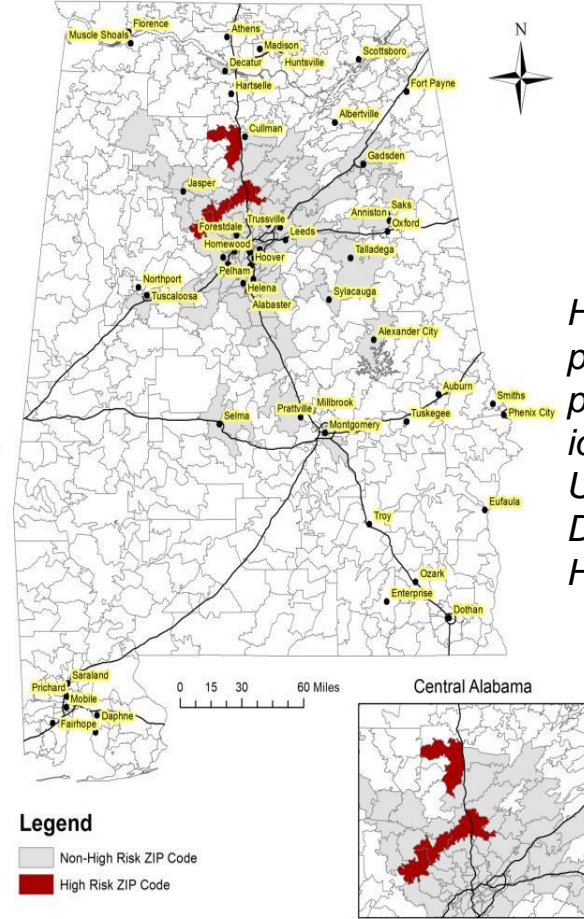 Florence
Muscle Shoals
Athens
Madison
Huntsville
Scottsboro
Decatur
Hartselle
Fort Payne
Albertville
Cullman
Gadsden
Jasper
Saks
Anniston
Oxford
Trussville
Forestdale
Leeds
Homewood
Hoover
Talladega
Pelham
Northport
Helena
Tuscaloosa
Alabaster
Sylacauga
Alexander City
Auburn
Smiths
Phenix City
Millbrook
Prattville
Selma
Tuskegee
Montgomery
Eufaula
Troy
Ozark
Enterprise
Dothan
Saraland
Prichard
Mobile
Daphne
Fairhope
N
0 15 30 60 Miles
Central Alabama
Legend
Non-High Risk ZIP Code
High Risk ZIP Code
H
p
p
U
D
H